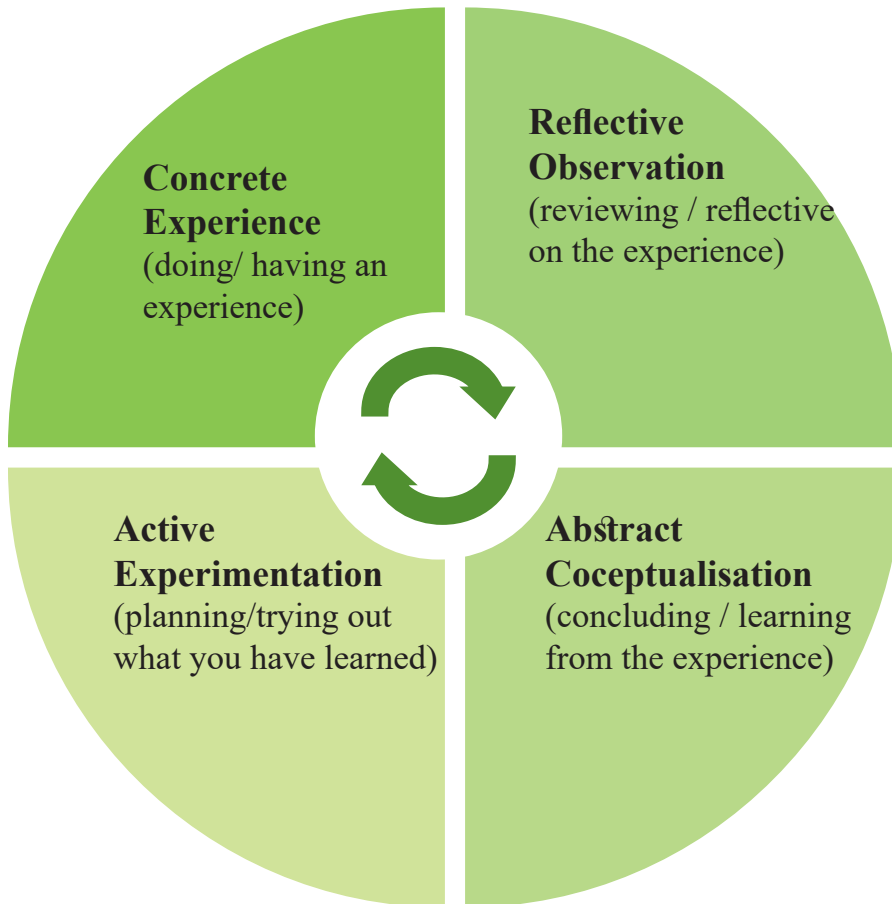 Concrete
Experience
(doing/ having an
experience)
Reflective
Observation
(reviewing / reflective
on the experience)
Abstract
Coceptualisation
(concluding / learning
from the experience)
Active
Experimentation
(planning/trying out
what you have learned)